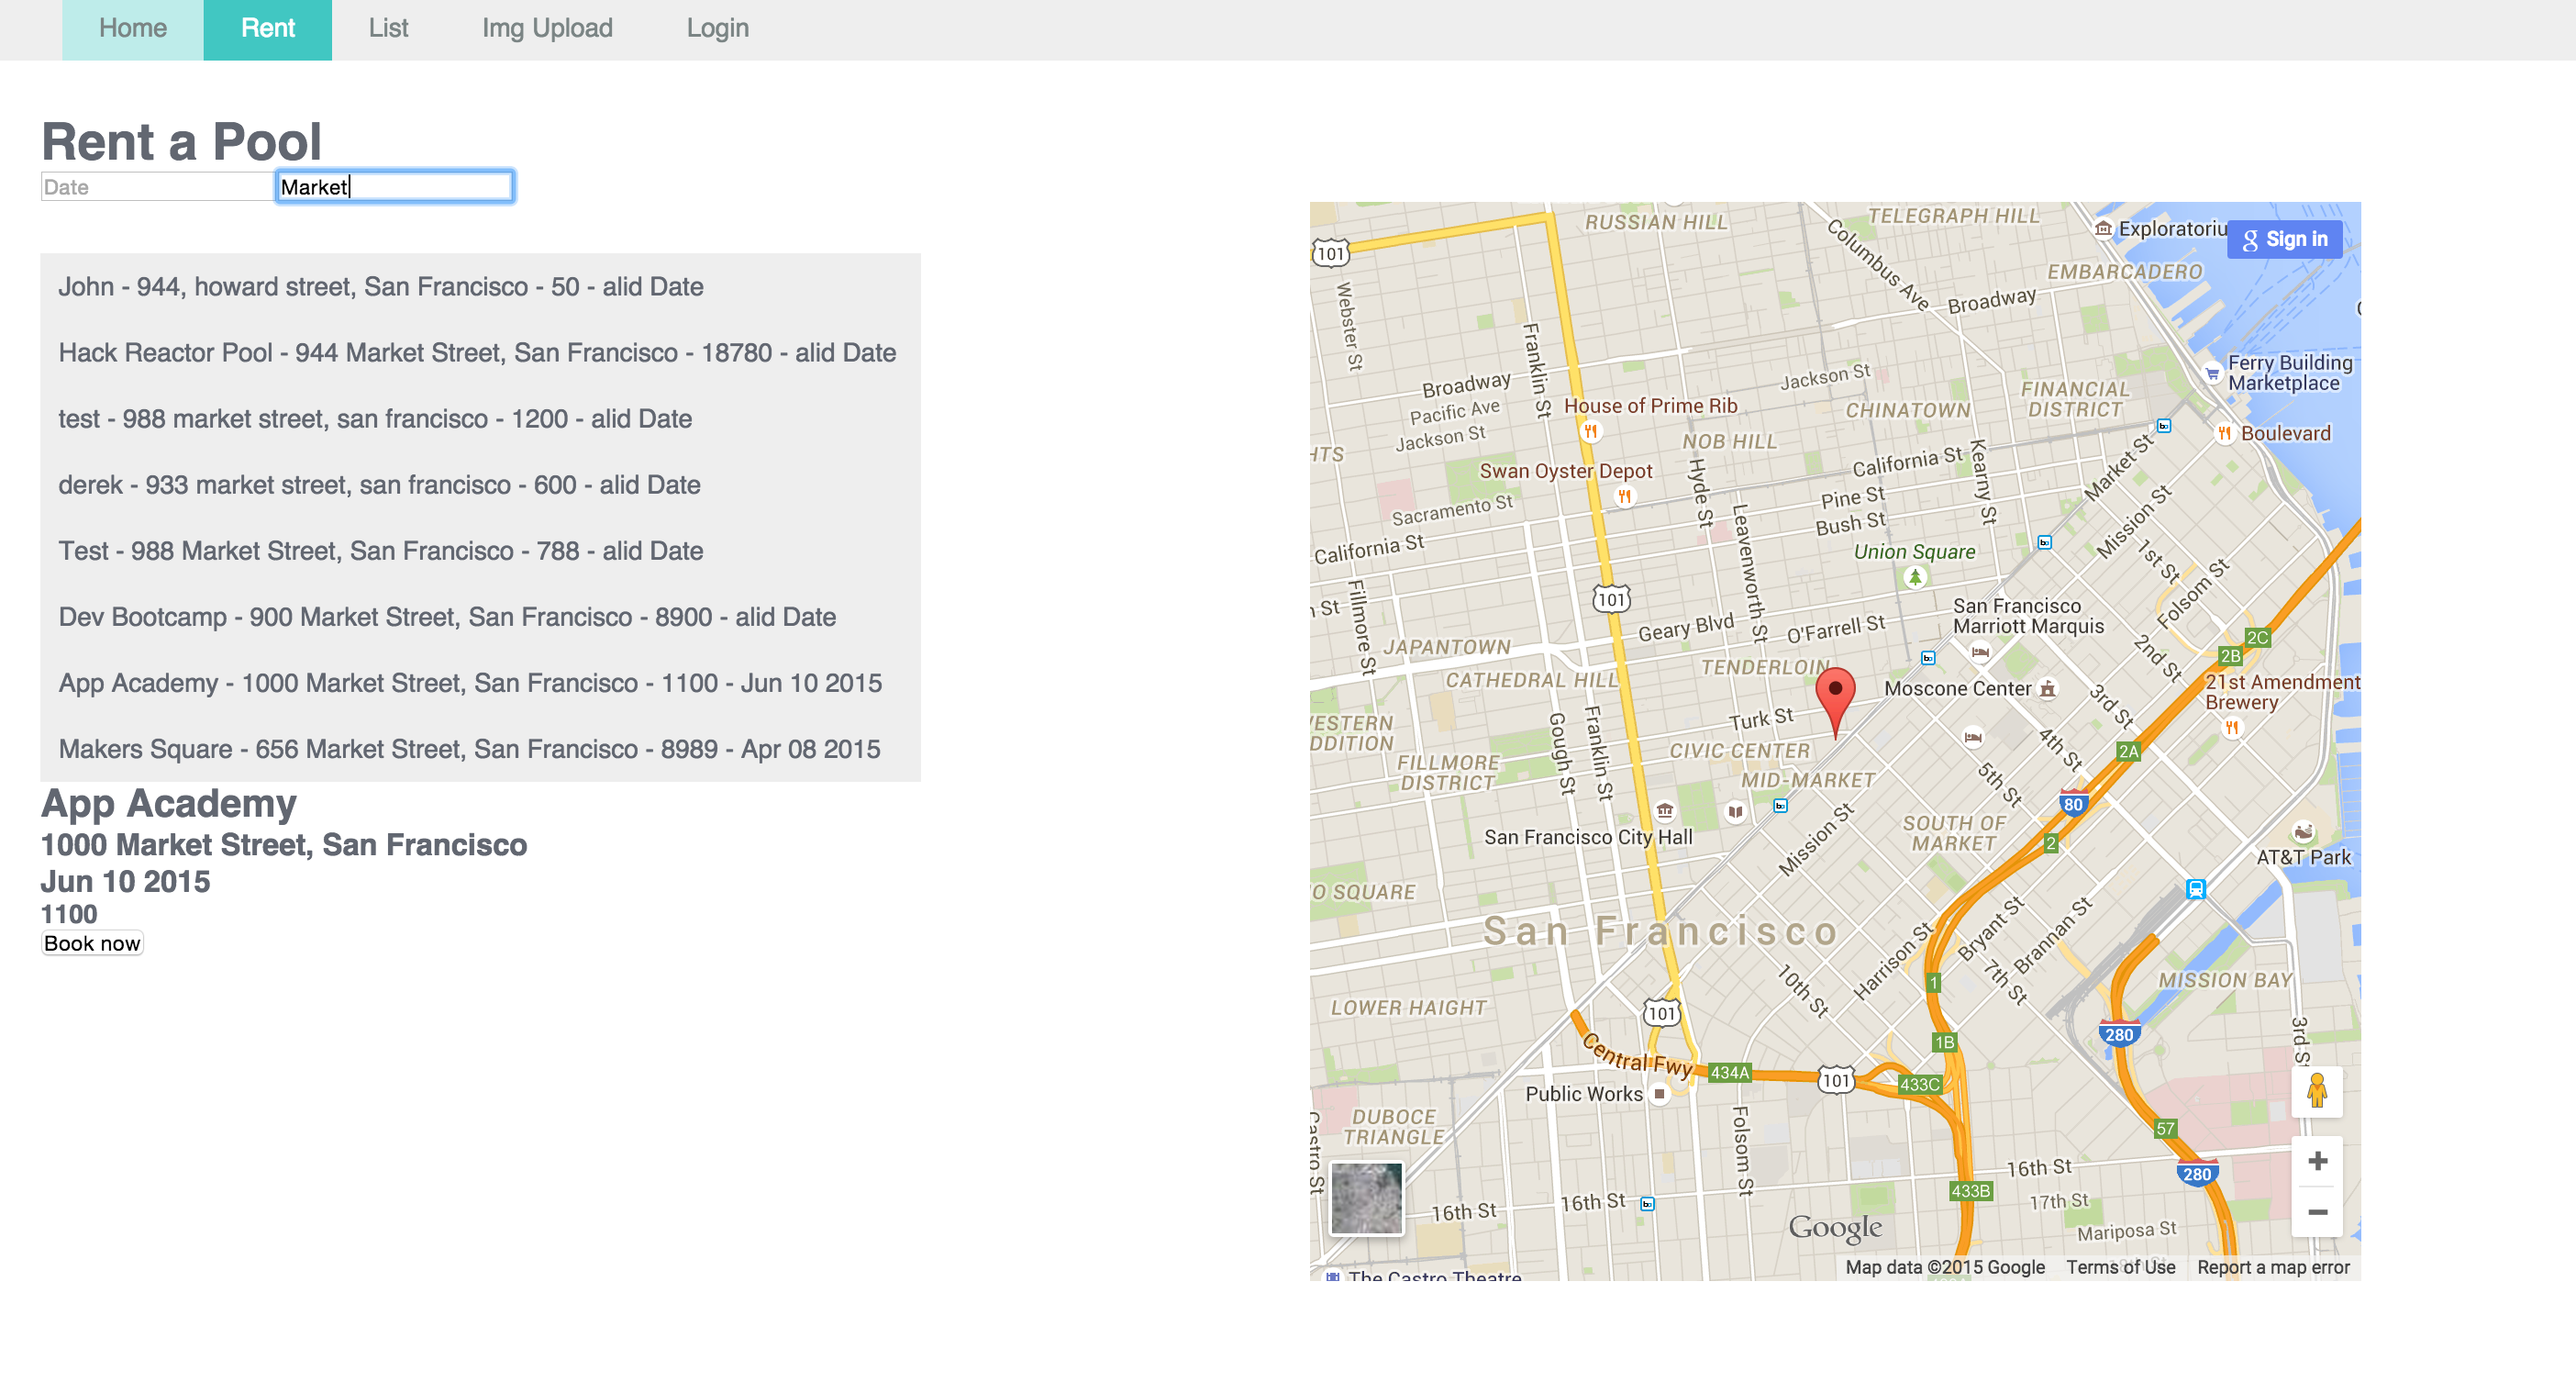 Home Rent List Img Upload Login
Rent a Pool
Date Market
John - 944, howard street, San Francisco - 50 - alid Date
Hack Reactor Pool - 944 Market Street, San Francisco - 18780 - alid Date
test - 988 market street, san francisco - 1200 - alid Date
derek - 933 market street, san francisco - 600 - alid Date
Test - 988 Market Street, San Francisco - 788 - alid Date
Dev Bootcamp - 900 Market Street, San Francisco - 8900 - alid Date
App Academy - 1000 Market Street, San Francisco - 1100 - Jun 10 2015
Makers Square - 656 Market Street, San Francisco - 8989 - Apr 08 2015
App Academy
1000 Market Street, San Francisco
Jun 10 2015
1100
Book now
RUSSIAN HILL
TELEGRAPH HILL
Exploratoriu
Sign in
101
Columbus Ave
EMBARCADERO
Webster St
Broadway
Franklin St
Ferry Building
Marketplace
Broadway
Jackson St
Pacific Ave
House of Prime Rib
CHINATOWN
FINANCIAL
DISTRICT
Jackson St
NOB HILL
Boulevard
HTS
Swan Oyster Depot
California St
Kearny St
Market St
Hyde St
Pine St
Mission St
Sacramento St
Leavenworth St
Bush St
California St
Union Square
1st St
Folsom St
Fillmore St
101
San Francisco
Marriott Marquis
n St
Geary Blvd
O'Farrell St
2C
2B
2nd St
JAPANTOWN
TENDERLOIN
CATHEDRAL HILL
Moscone Center
21st Amendment
Brewery
3rd St
Turk St
Gough St
Franklin St
ESTERN
DDITION
CIVIC CENTER
4th St
2A
FILLMORE
DISTRICT
MID-MARKET
5th St
80
San Francisco City Hall
Mission St
SOUTH OF
MARKET
2
AT&T Park
O SQUARE
San Francisco
Harrison St
Bryant St
Brannan St
7th St
10th St
1
MISSION BAY
LOWER HAIGHT
101
280
3rd S
Central Fwy
1B
434A
101
433C
Public Works
DUBOCE
TRIANGLE
Folsom St
57
Castro St
16th St
280
433B
16th St
17th St
16th St
Mariposa St
Google
Map data ©2015 Google Terms of Use Report a map error
The Castro Theatre